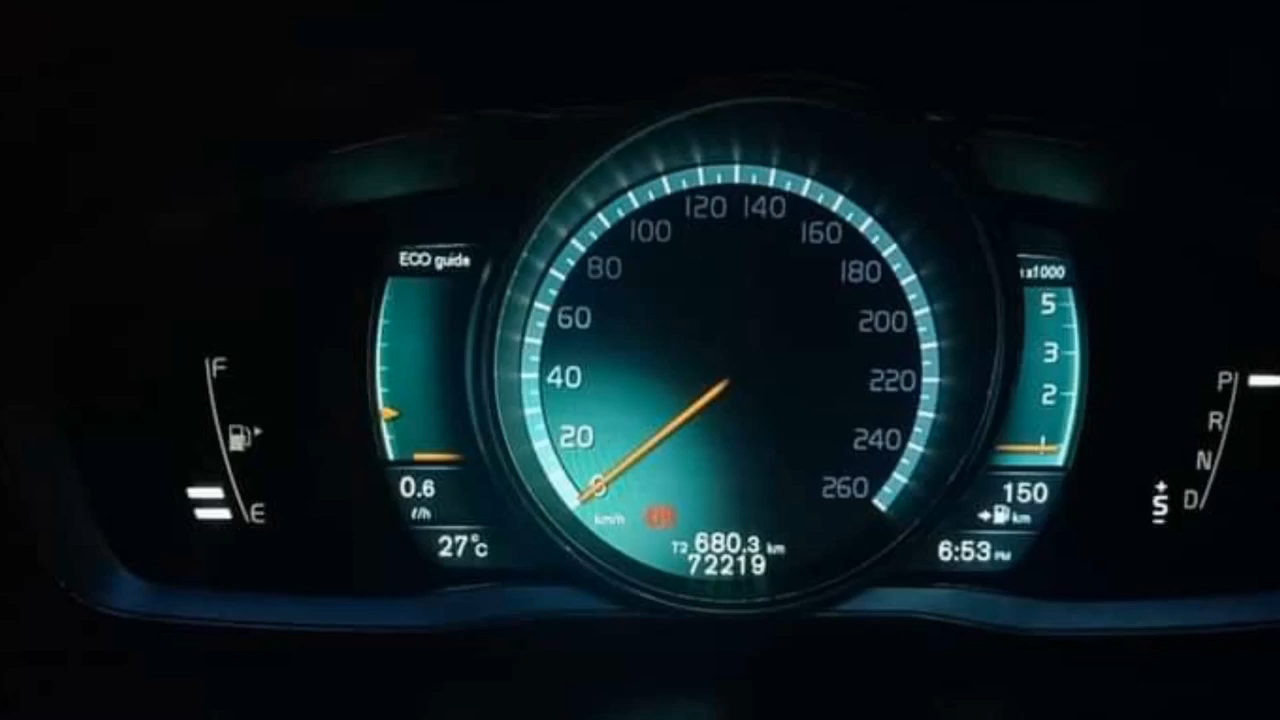 ECO guide
F
E
0.6
ℓ/h
27°C
0
20
40
60
80
100
120
140
160
180
200
220
240
260
km/h
T2 680.3 km
72219
x1000
5
3
2
1
150
km
6:53 PM
P
R
N
D
+
S
-